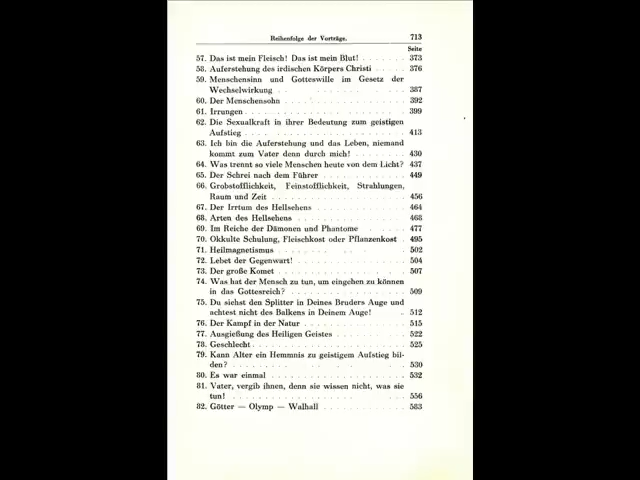 Reihenfolge der Vorträge. 713
Seite
57. Das ist mein Fleisch! Das ist mein Blut! . . . . . . . 373
58. Auferstehung des irdischen Körpers Christi . . . . . 376
59. Menschensinn und Gotteswille im Gesetz der
Wechselwirkung . . . . . . . . . . . . . . . 387
60. Der Menschensohn . . . . . . . . . . . . . . 392
61. Irrungen . . . . . . . . . . . . . . . . . . 399
62. Die Sexualkraft in ihrer Bedeutung zum geistigen
Aufstieg . . . . . . . . . . . . . . . . . . 413
63. Ich bin die Auferstehung und das Leben, niemand
kommt zum Vater denn durch mich! . . . . . . . . 430
64. Was trennt so viele Menschen heute von dem Licht? 437
65. Der Schrei nach dem Führer . . . . . . . . . . 449
66. Grobstofflichkeit, Feinstofflichkeit, Strahlungen,
Raum und Zeit . . . . . . . . . . . . . . . . 456
67. Der Irrtum des Hellsehens . . . . . . . . . . . 464
68. Arten des Hellsehens . . . . . . . . . . . . . 468
69. Im Reiche der Dämonen und Phantome . . . . . . 477
70. Okkulte Schulung, Fleischkost oder Pflanzenkost . 495
71. Heilmagnetismus . . . . . . . . . . . . . . . 502
72. Lebet der Gegenwart! . . . . . . . . . . . . . 504
73. Der große Komet . . . . . . . . . . . . . . . 507
74. Was hat der Mensch zu tun, um eingehen zu können
in das Gottesreich? . . . . . . . . . . . . . . 509
75. Du siehst den Splitter in Deines Bruders Auge und
achtest nicht des Balkens in Deinem Auge! . . . 512
76. Der Kampf in der Natur . . . . . . . . . . . . 515
77. Ausgießung des Heiligen Geistes . . . . . . . . 522
78. Geschlecht . . . . . . . . . . . . . . . . . 525
79. Kann Alter ein Hemmnis zu geistigem Aufstieg bil-
den? . . . . . . . . . . . . . . . . . . . . 530
80. Es war einmal . . . . . . . . . . . . . . . . 532
81. Vater, vergib ihnen, denn sie wissen nicht, was sie
tun! . . . . . . . . . . . . . . . . . . . . 556
82. Götter — Olymp — Walhall . . . . . . . . . . . 583